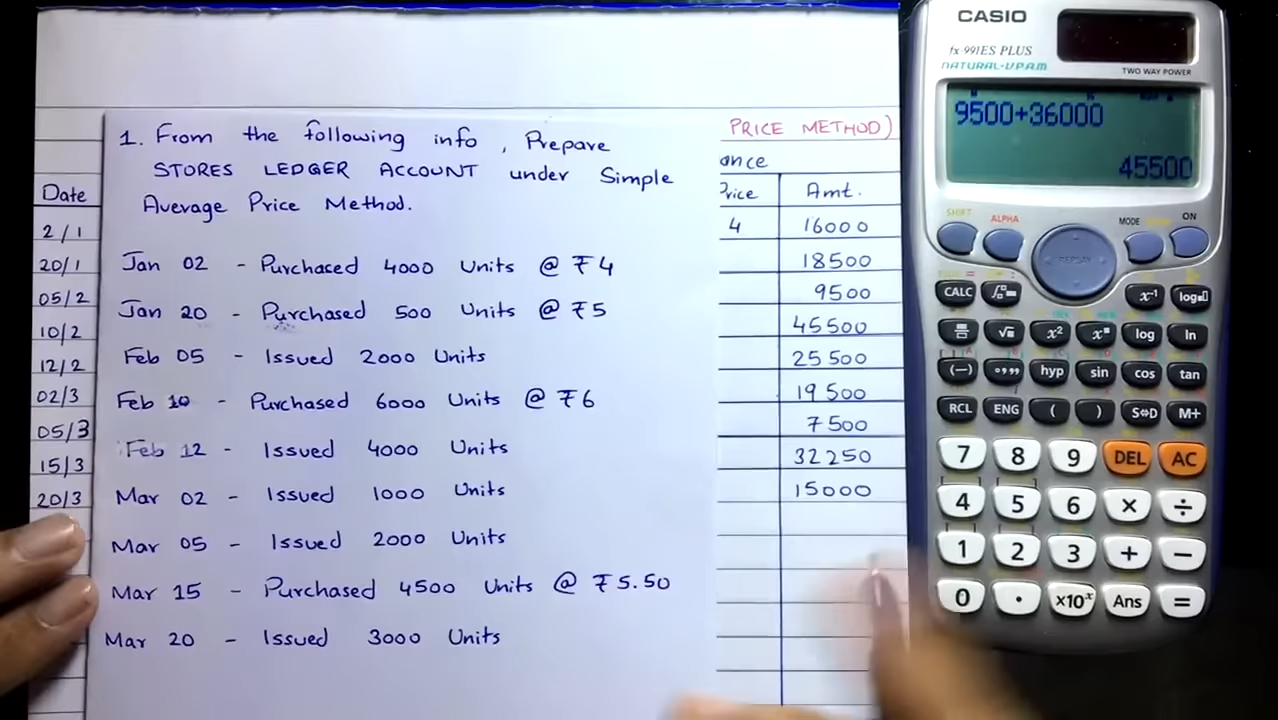 1. From the following info, Prepare
STORES LEDGER ACCOUNT under Simple
Average Price Method.
Jan 02 - Purchaced 4000 Units @ ₹4
Jan 20 - Purchased 500 Units @ ₹5
Feb 05 - Issued 2000 Units
Feb 10 - Purchased 6000 Units @ ₹6
Feb 12 - Issued 4000 Units
Mar 02 - Issued 1000 Units
Mar 05 - Issued 2000 Units
Mar 15 - Purchased 4500 Units @ ₹5.50
Mar 20 - Issued 3000 Units
Date
2/1
20/1
05/2
10/2
12/2
02/3
05/3
15/3
20/3
PRICE METHOD)
ance
Price Amt.
4 16000
18500
9500
45500
25500
19500
7500
32250
15000
CASIO
fx-991ES PLUS
NATURAL-V.P.A.M.
TWO WAY POWER
9500+36000
45500
SHIFT ALPHA MODE ON
REPLAY
CALC x⁻¹ log
√ x² log ln
(−) hyp sin cos tan
RCL ENG ( ) S⇔D M+
7 8 9 DEL AC
4 5 6 × ÷
1 2 3 + −
0 . ×10ˣ Ans =